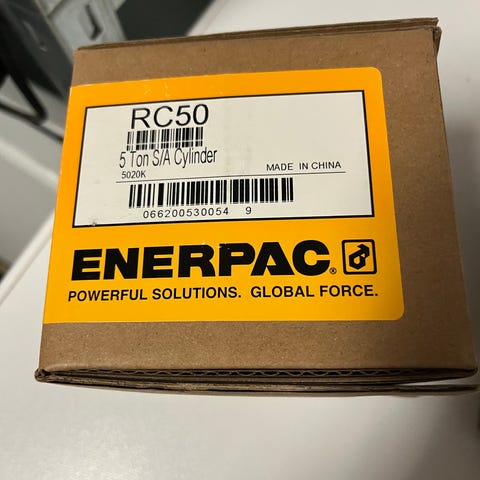 RC50
5 Ton S/A Cylinder
5020K
MADE IN CHINA
066200530054 9
ENERPAC®
POWERFUL SOLUTIONS. GLOBAL FORCE.